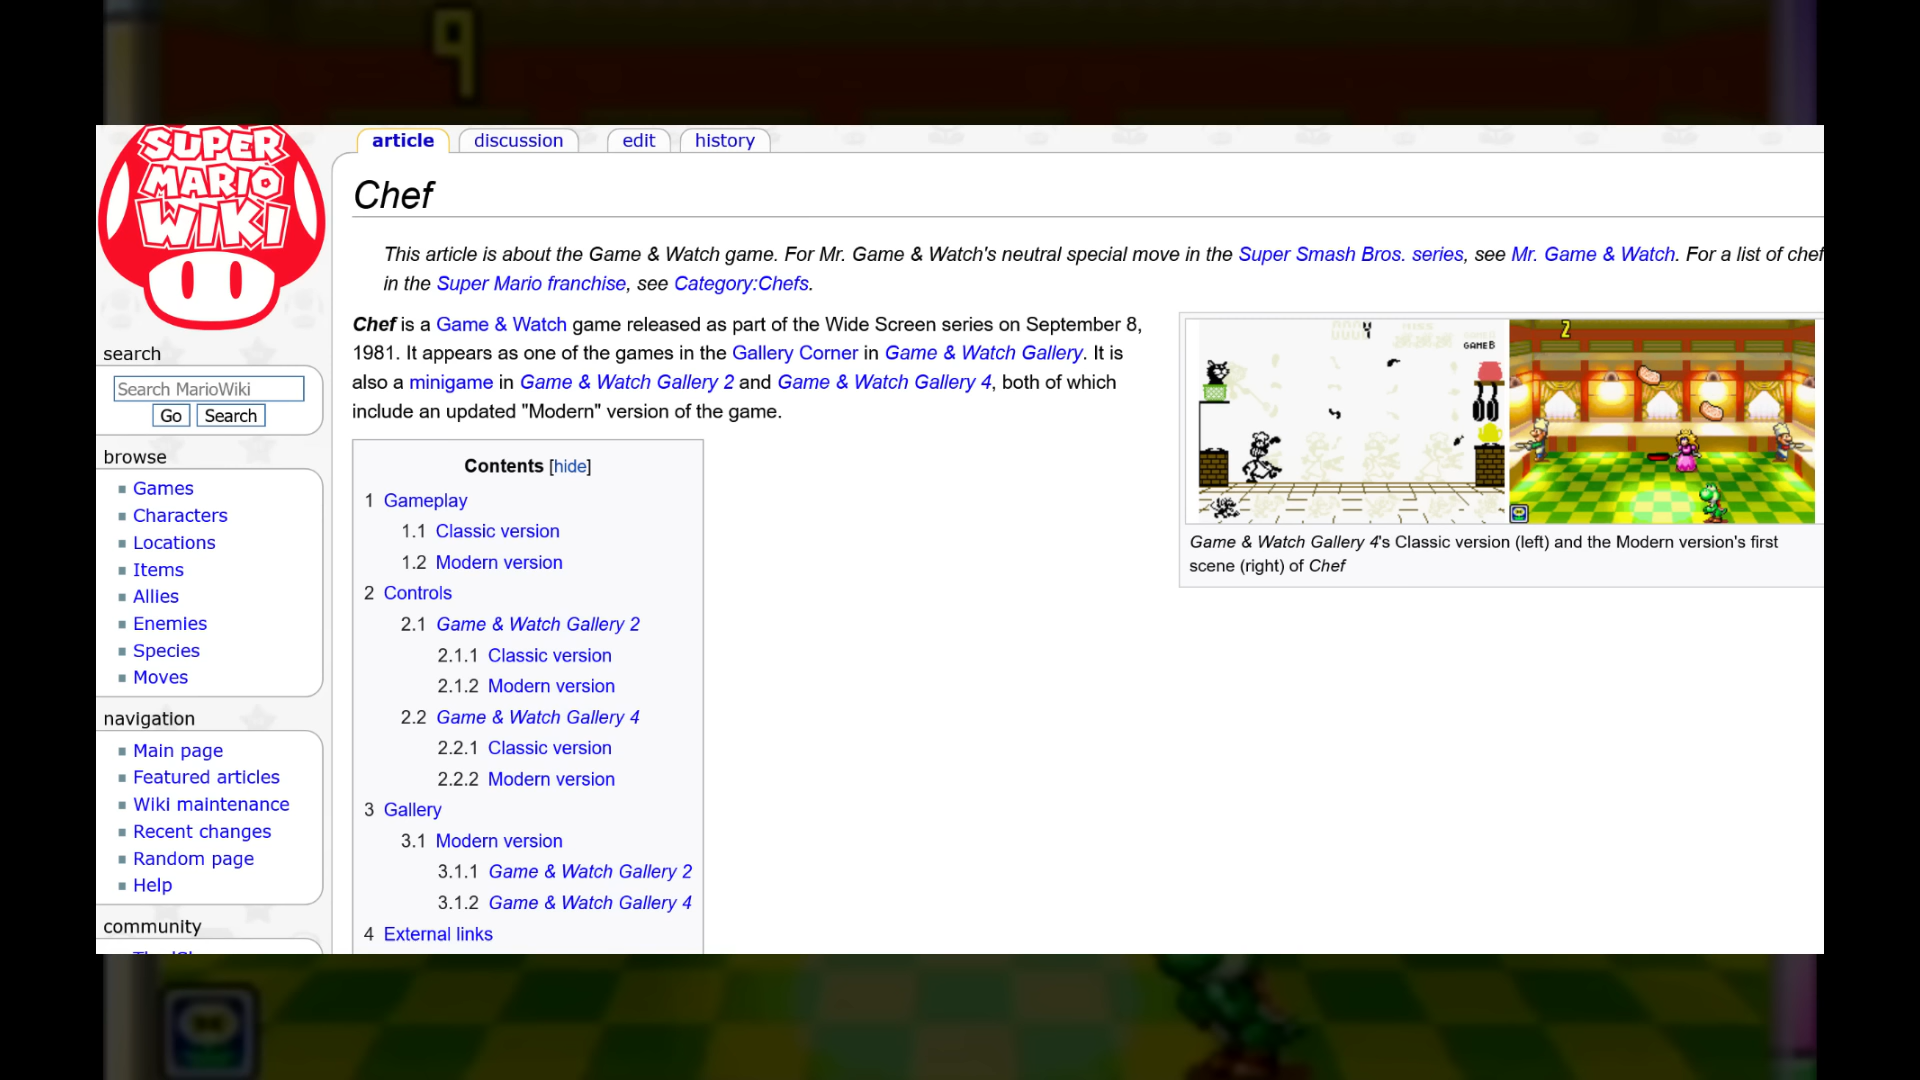 9
SUPER
MARIO
WIKI
article
discussion
edit
history
Chef
This article is about the Game & Watch game. For Mr. Game & Watch's neutral special move in the Super Smash Bros. series, see Mr. Game & Watch. For a list of chef
in the Super Mario franchise, see Category:Chefs.
Chef is a Game & Watch game released as part of the Wide Screen series on September 8,
1981. It appears as one of the games in the Gallery Corner in Game & Watch Gallery. It is
also a minigame in Game & Watch Gallery 2 and Game & Watch Gallery 4, both of which
include an updated "Modern" version of the game.
MISS
GAME B
2
Game & Watch Gallery 4's Classic version (left) and the Modern version's first
scene (right) of Chef
Contents [hide]
1 Gameplay
1.1 Classic version
1.2 Modern version
2 Controls
2.1 Game & Watch Gallery 2
2.1.1 Classic version
2.1.2 Modern version
2.2 Game & Watch Gallery 4
2.2.1 Classic version
2.2.2 Modern version
3 Gallery
3.1 Modern version
3.1.1 Game & Watch Gallery 2
3.1.2 Game & Watch Gallery 4
4 External links
search
Search MarioWiki
Go Search
browse
Games
Characters
Locations
Items
Allies
Enemies
Species
Moves
navigation
Main page
Featured articles
Wiki maintenance
Recent changes
Random page
Help
community